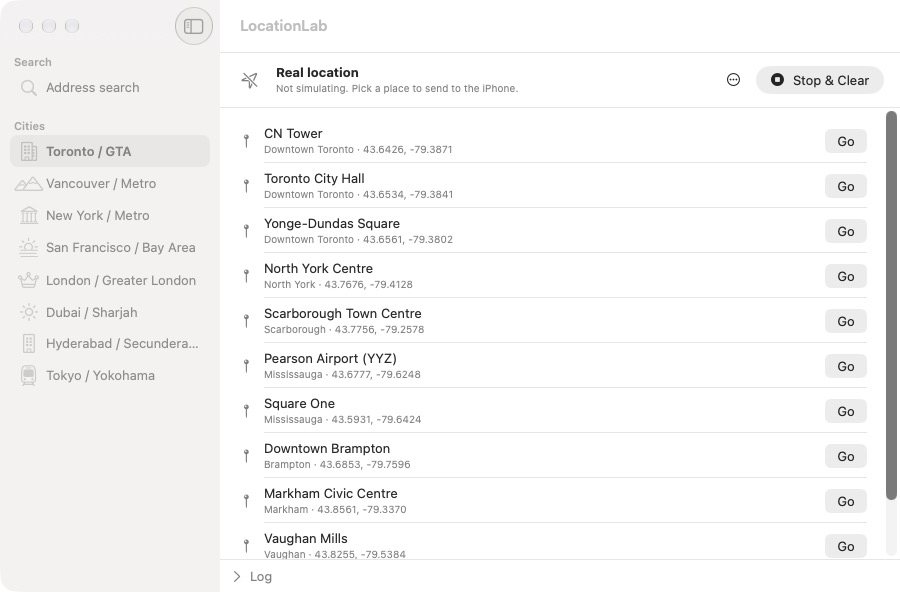 LocationLab
Search
Address search
Cities
Toronto / GTA
Vancouver / Metro
New York / Metro
San Francisco / Bay Area
London / Greater London
Dubai / Sharjah
Hyderabad / Secundera...
Tokyo / Yokohama
Real location
Not simulating. Pick a place to send to the iPhone.
Stop & Clear
CN Tower
Downtown Toronto · 43.6426, -79.3871
Go
Toronto City Hall
Downtown Toronto · 43.6534, -79.3841
Go
Yonge-Dundas Square
Downtown Toronto · 43.6561, -79.3802
Go
North York Centre
North York · 43.7676, -79.4128
Go
Scarborough Town Centre
Scarborough · 43.7756, -79.2578
Go
Pearson Airport (YYZ)
Mississauga · 43.6777, -79.6248
Go
Square One
Mississauga · 43.5931, -79.6424
Go
Downtown Brampton
Brampton · 43.6853, -79.7596
Go
Markham Civic Centre
Markham · 43.8561, -79.3370
Go
Vaughan Mills
Vaughan · 43.8255, -79.5384
Go
Log